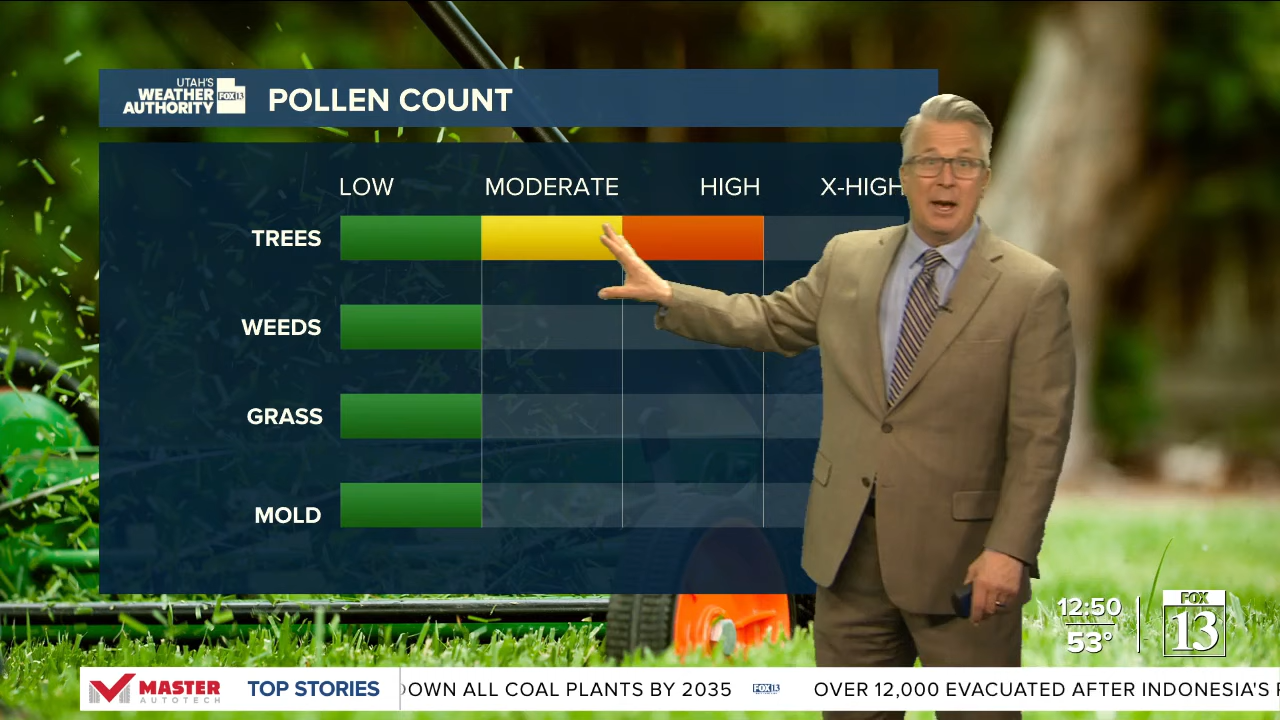 UTAH'S
WEATHER
AUTHORITY
FOX 13
POLLEN COUNT
LOW MODERATE HIGH X-HIGH
TREES
WEEDS
GRASS
MOLD
12:50
53°
FOX
13
MASTER
AUTOTECH
TOP STORIES
OWN ALL COAL PLANTS BY 2035 FOX 13 OVER 12,000 EVACUATED AFTER INDONESIA'S